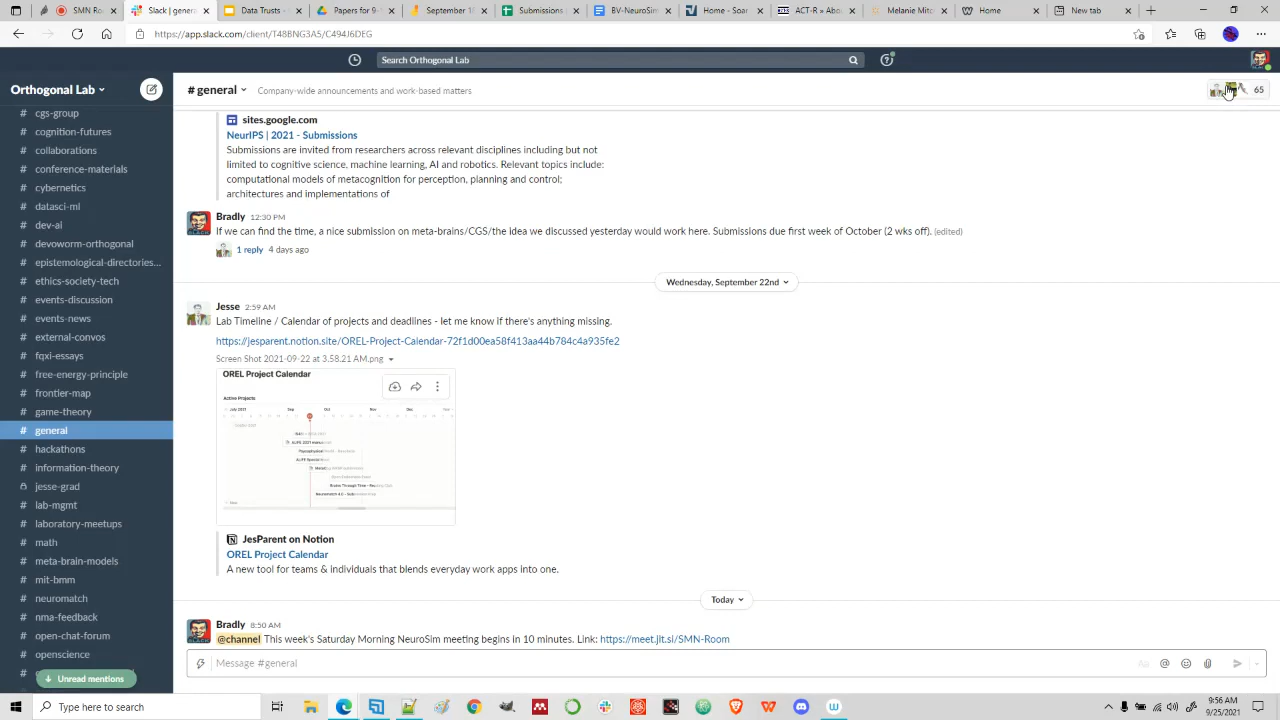 SMN - Resou
Slack | gener
Data Trusts -
Papers for 9-
September 18
Submissions
BV-NeuroSim
Home - Soar
T.R - a
Melanie Mitc
Home
New tab
https://app.slack.com/client/T48BNG3A5/C494J6DEG
Search Orthogonal Lab
Orthogonal Lab
# general
Company-wide announcements and work-based matters
65
# cgs-group
# cognition-futures
# collaborations
# conference-materials
# cybernetics
# datasci-ml
# dev-ai
# devoworm-orthogonal
# epistemological-directories...
# ethics-society-tech
# events-discussion
# events-news
# external-convos
# fqxi-essays
# free-energy-principle
# frontier-map
# game-theory
# general
# hackathons
# information-theory
jesse-grad
# lab-mgmt
# laboratory-meetups
# math
# meta-brain-models
# mit-bmm
# neuromatch
# nma-feedback
# open-chat-forum
# openscience
Unread mentions
sites.google.com
NeurIPS | 2021 - Submissions
Submissions are invited from researchers across relevant disciplines including but not
limited to cognitive science, machine learning, AI and robotics. Relevant topics include:
computational models of metacognition for perception, planning and control;
architectures and implementations of
Bradly 12:30 PM
If we can find the time, a nice submission on meta-brains/CGS/the idea we discussed yesterday would work here. Submissions due first week of October (2 wks off). (edited)
1 reply 4 days ago
Wednesday, September 22nd
Jesse 2:59 AM
Lab Timeline / Calendar of projects and deadlines - let me know if there's anything missing.
https://jesparent.notion.site/OREL-Project-Calendar-72f1d00ea58f413aa44b784c4a935fe2
Screen Shot 2021-09-22 at 3.58.21 AM.png
OREL Project Calendar
Active Projects
July 2021 Sep Oct Nov Dec
JesParent on Notion
OREL Project Calendar
A new tool for teams & individuals that blends everyday work apps into one.
Today
Bradly 8:50 AM
@channel This week's Saturday Morning NeuroSim meeting begins in 10 minutes. Link: https://meet.jit.si/SMN-Room
Message #general
Type here to search
9:56 AM
9/25/2021